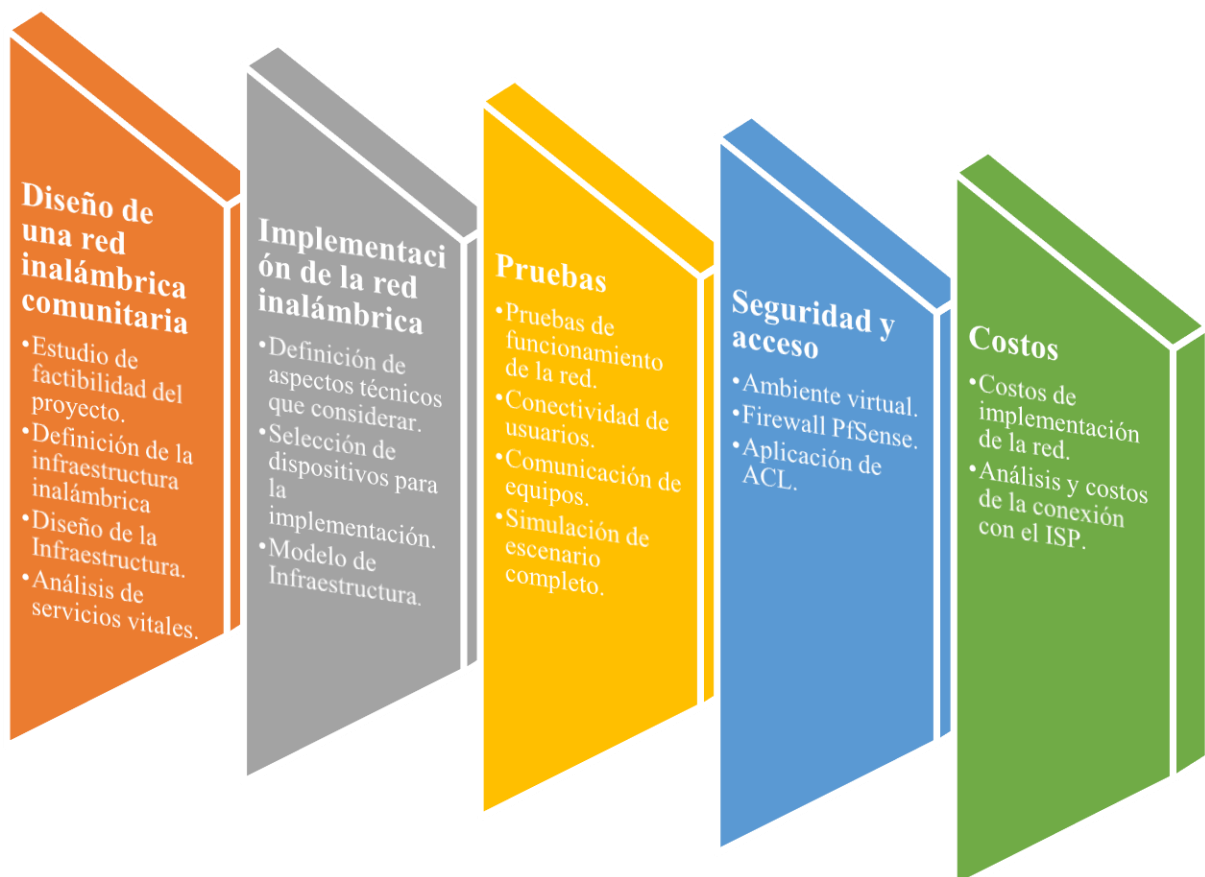 Diseño de
una red
inalámbrica
comunitaria
•Estudio de
factibilidad del
proyecto.
•Definición de la
infraestructura
inalámbrica
•Diseño de la
Infraestructura.
•Análisis de
servicios vitales.
Implementaci
ón de la red
inalámbrica
•Definición de
aspectos técnicos
que considerar.
•Selección de
dispositivos para
la
implementación.
•Modelo de
Infraestructura.
Pruebas
•Pruebas de
funcionamiento
de la red.
•Conectividad de
usuarios.
•Comunicación de
equipos.
•Simulación de
escenario
completo.
Seguridad y
acceso
•Ambiente virtual.
•Firewall PfSense.
•Aplicación de
ACL.
Costos
•Costos de
implementación
de la red.
•Análisis y costos
de la conexión
con el ISP.